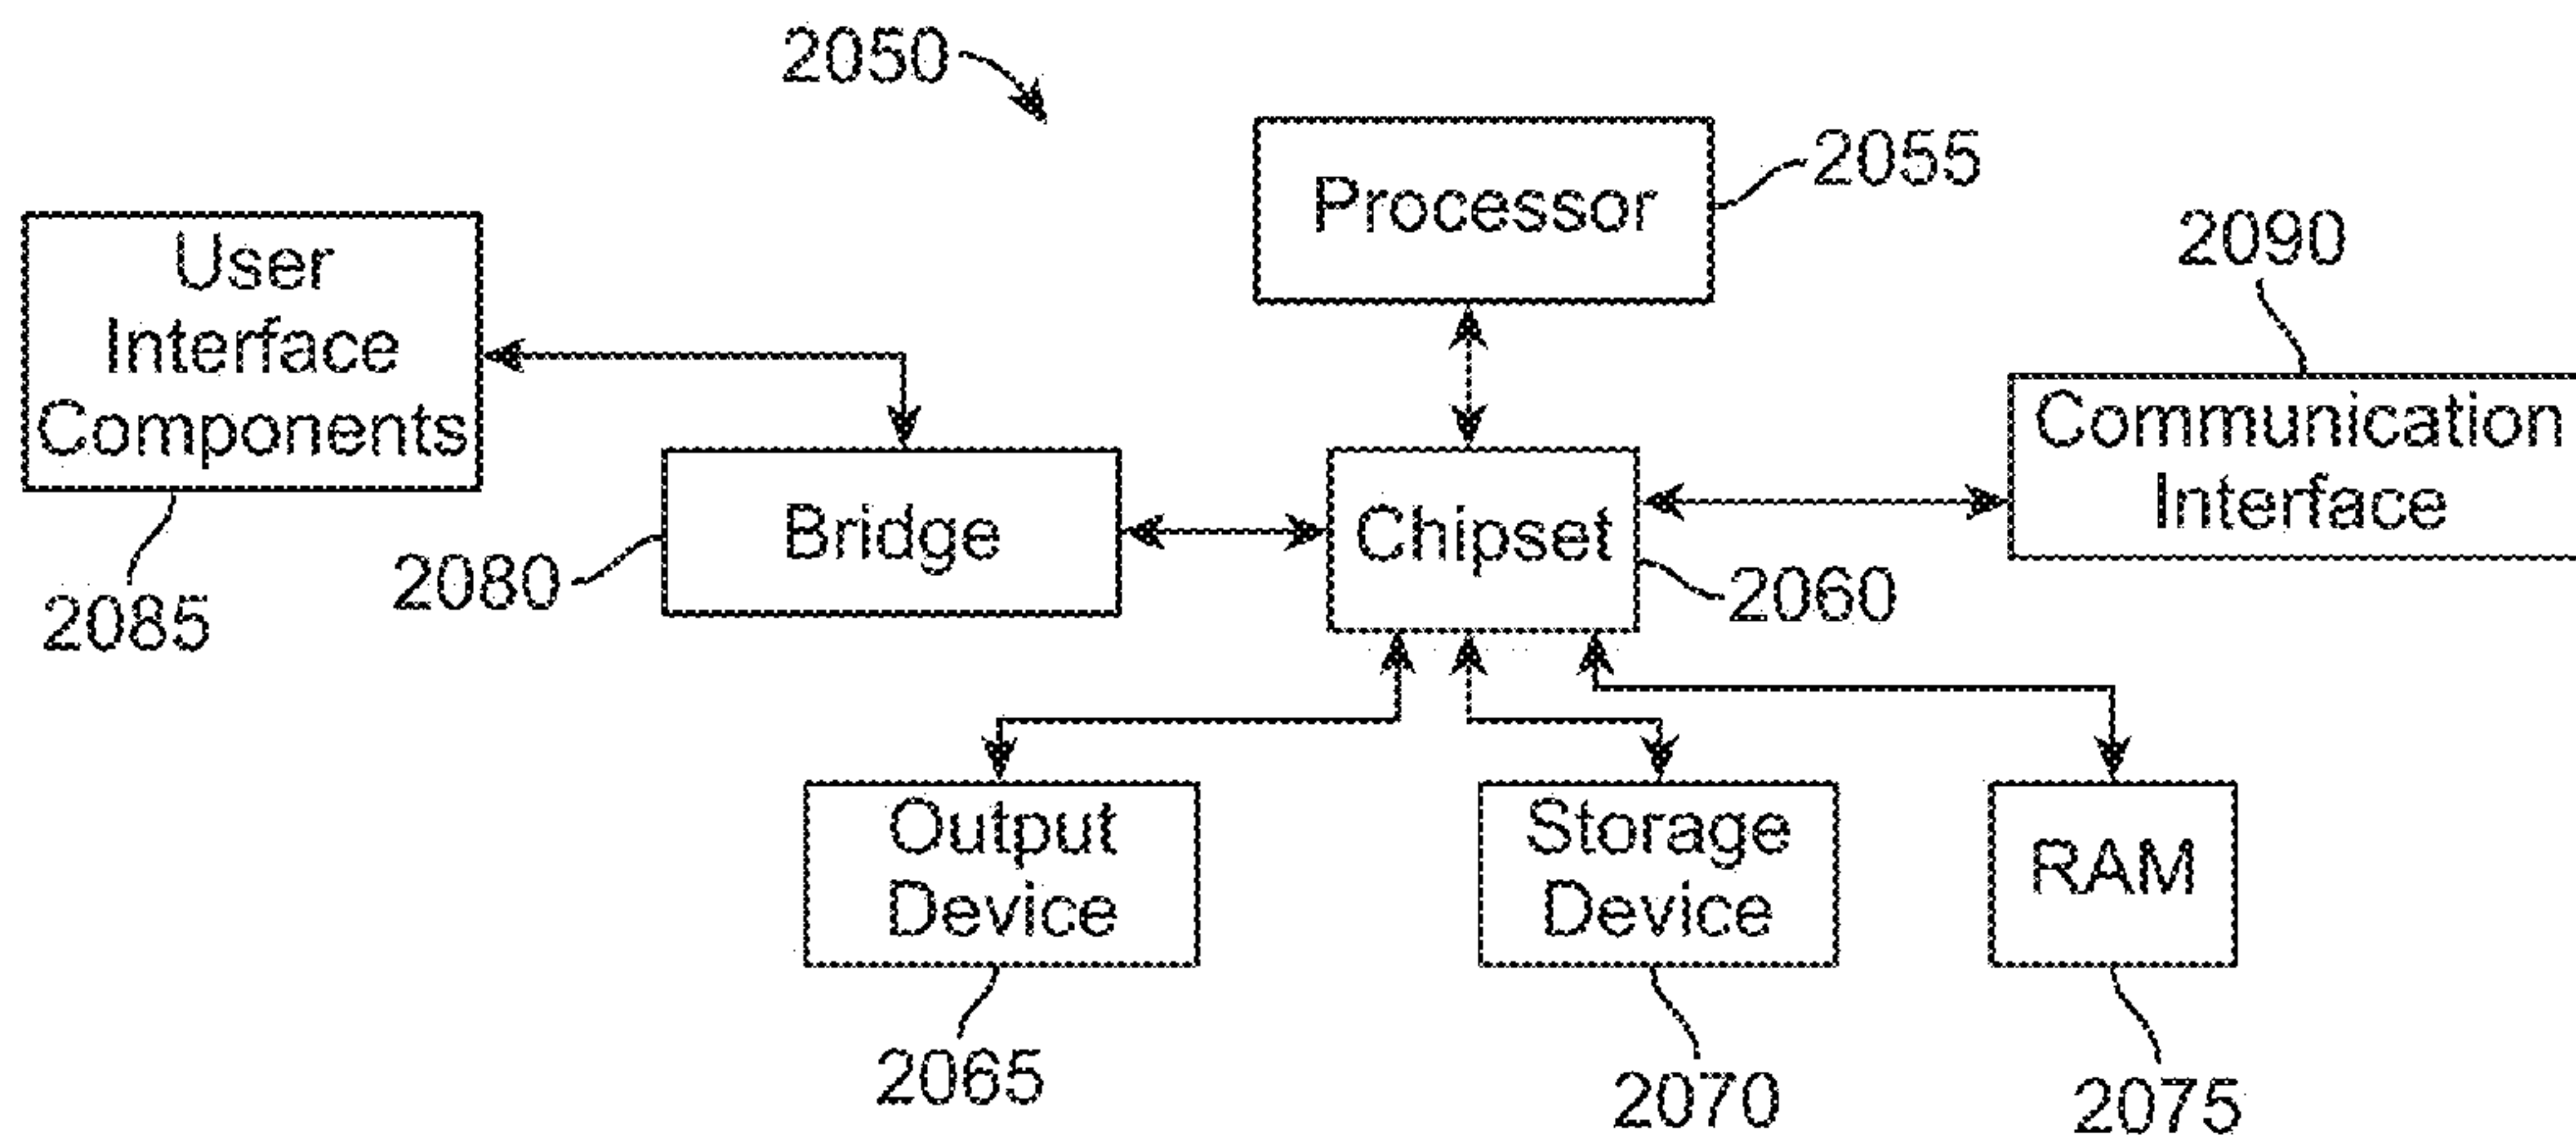 2050
Processor
2055
2090
User
Interface
Components
2085
Communication
Interface
Bridge
2080
Chipset
2060
Output
Device
2065
Storage
Device
2070
RAM
2075